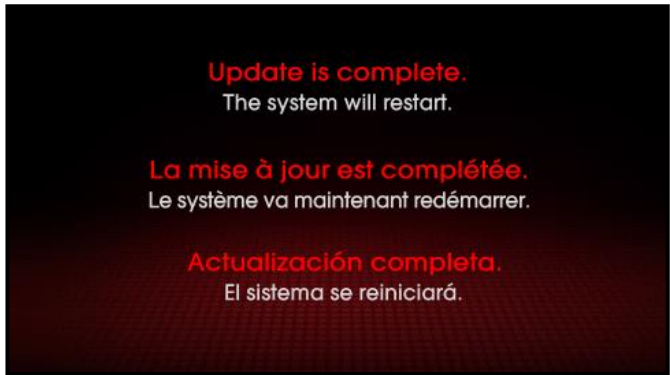 Update is complete.
The system will restart.
La mise à jour est complétée.
Le système va maintenant redémarrer.
Actualización completa.
El sistema se reiniciará.